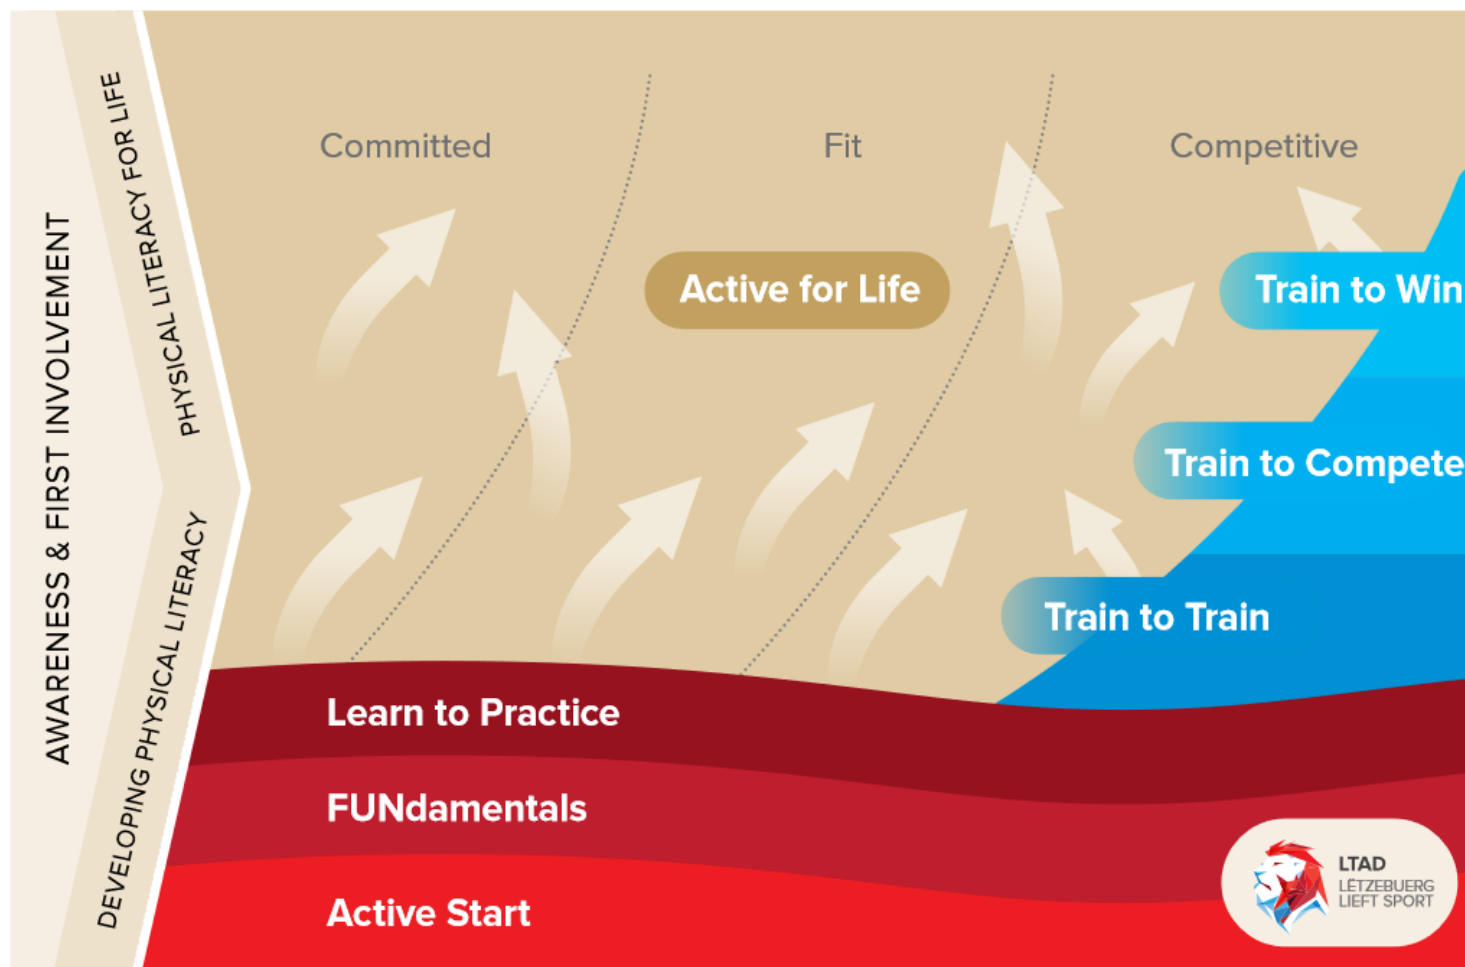 AWARENESS & FIRST INVOLVEMENT
PHYSICAL LITERACY FOR LIFE
DEVELOPING PHYSICAL LITERACY
Committed
Fit
Competitive
Active for Life
Train to Win
Train to Compete
Train to Train
Learn to Practice
FUNdamentals
Active Start
LTAD
LËTZEBUERG
LIEFT SPORT